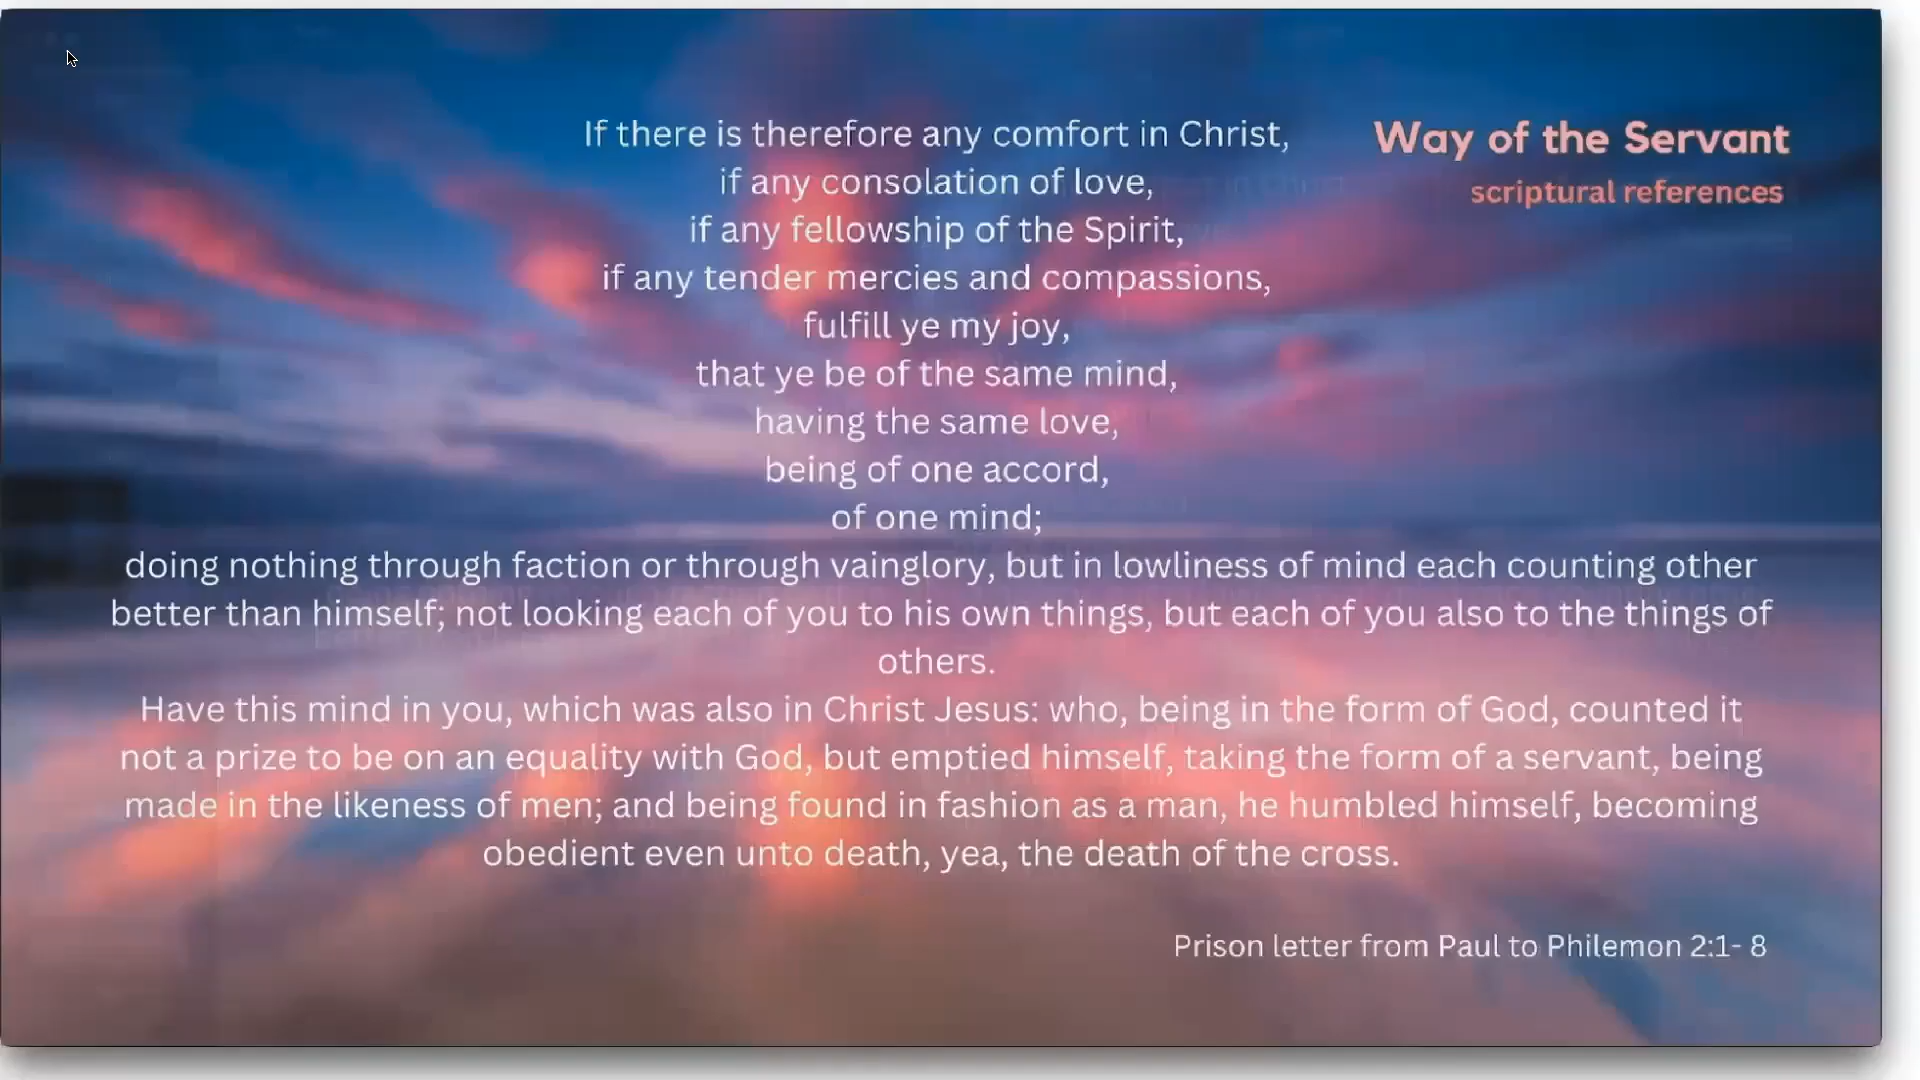 Way of the Servant
scriptural references
If there is therefore any comfort in Christ,
if any consolation of love,
if any fellowship of the Spirit,
if any tender mercies and compassions,
fulfill ye my joy,
that ye be of the same mind,
having the same love,
being of one accord,
of one mind;
doing nothing through faction or through vainglory, but in lowliness of mind each counting other
better than himself; not looking each of you to his own things, but each of you also to the things of
others.
Have this mind in you, which was also in Christ Jesus: who, being in the form of God, counted it
not a prize to be on an equality with God, but emptied himself, taking the form of a servant, being
made in the likeness of men; and being found in fashion as a man, he humbled himself, becoming
obedient even unto death, yea, the death of the cross.
Prison letter from Paul to Philemon 2:1- 8